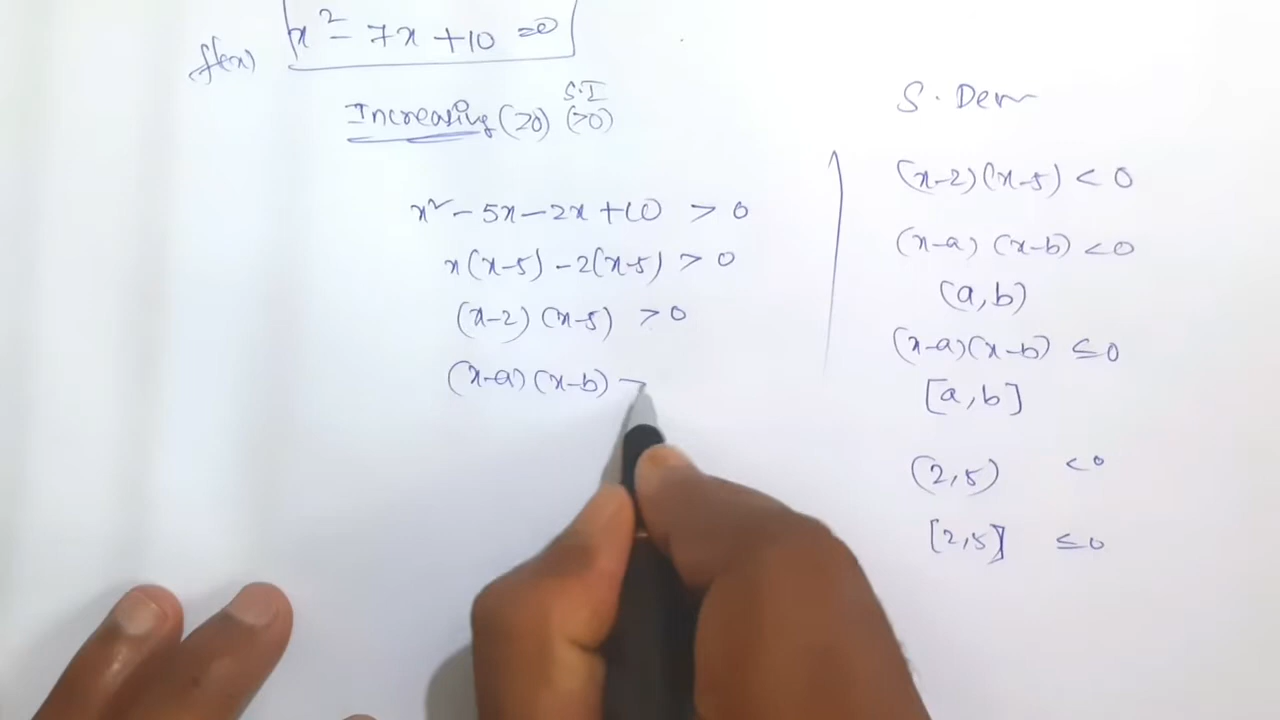 f(x) x² - 7x + 10 = 0
S.I
Increasing (≥0) (>0)
x² - 5x - 2x + 10 > 0
x(x-5) - 2(x-5) > 0
(x-2) (x-5) > 0
(x-a) (x-b) >
S. Dem
(x-2)(x-5) < 0
(x-a) (x-b) < 0
(a,b)
(x-a)(x-b) ≤ 0
[a,b]
(2,5) <0
[2,5] ≤0